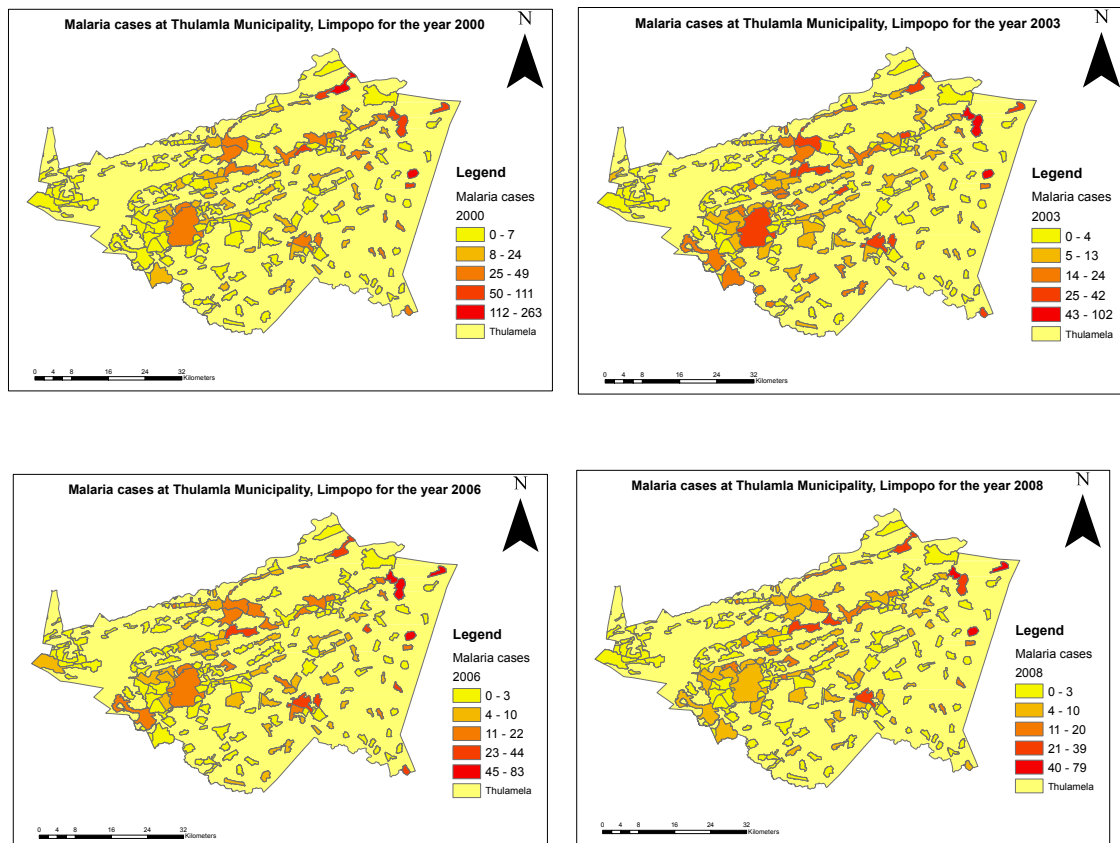 Malaria cases at Thulamla Municipality, Limpopo for the year 2000
N
Legend
Malaria cases
2000
0 - 7
8 - 24
25 - 49
50 - 111
112 - 263
Thulamela
0 4 8 16 24 32
Kilometers
Malaria cases at Thulamla Municipality, Limpopo for the year 2003
N
Legend
Malaria cases
2003
0 - 4
5 - 13
14 - 24
25 - 42
43 - 102
Thulamela
0 4 8 16 24 32
Kilometers
Malaria cases at Thulamla Municipality, Limpopo for the year 2006
N
Legend
Malaria cases
2006
0 - 3
4 - 10
11 - 22
23 - 44
45 - 83
Thulamela
0 4 8 16 24 32
Kilometers
Malaria cases at Thulamla Municipality, Limpopo for the year 2008
N
Legend
Malaria cases
2008
0 - 3
4 - 10
11 - 20
21 - 39
40 - 79
Thulamela
0 4 8 16 24 32
Kilometers